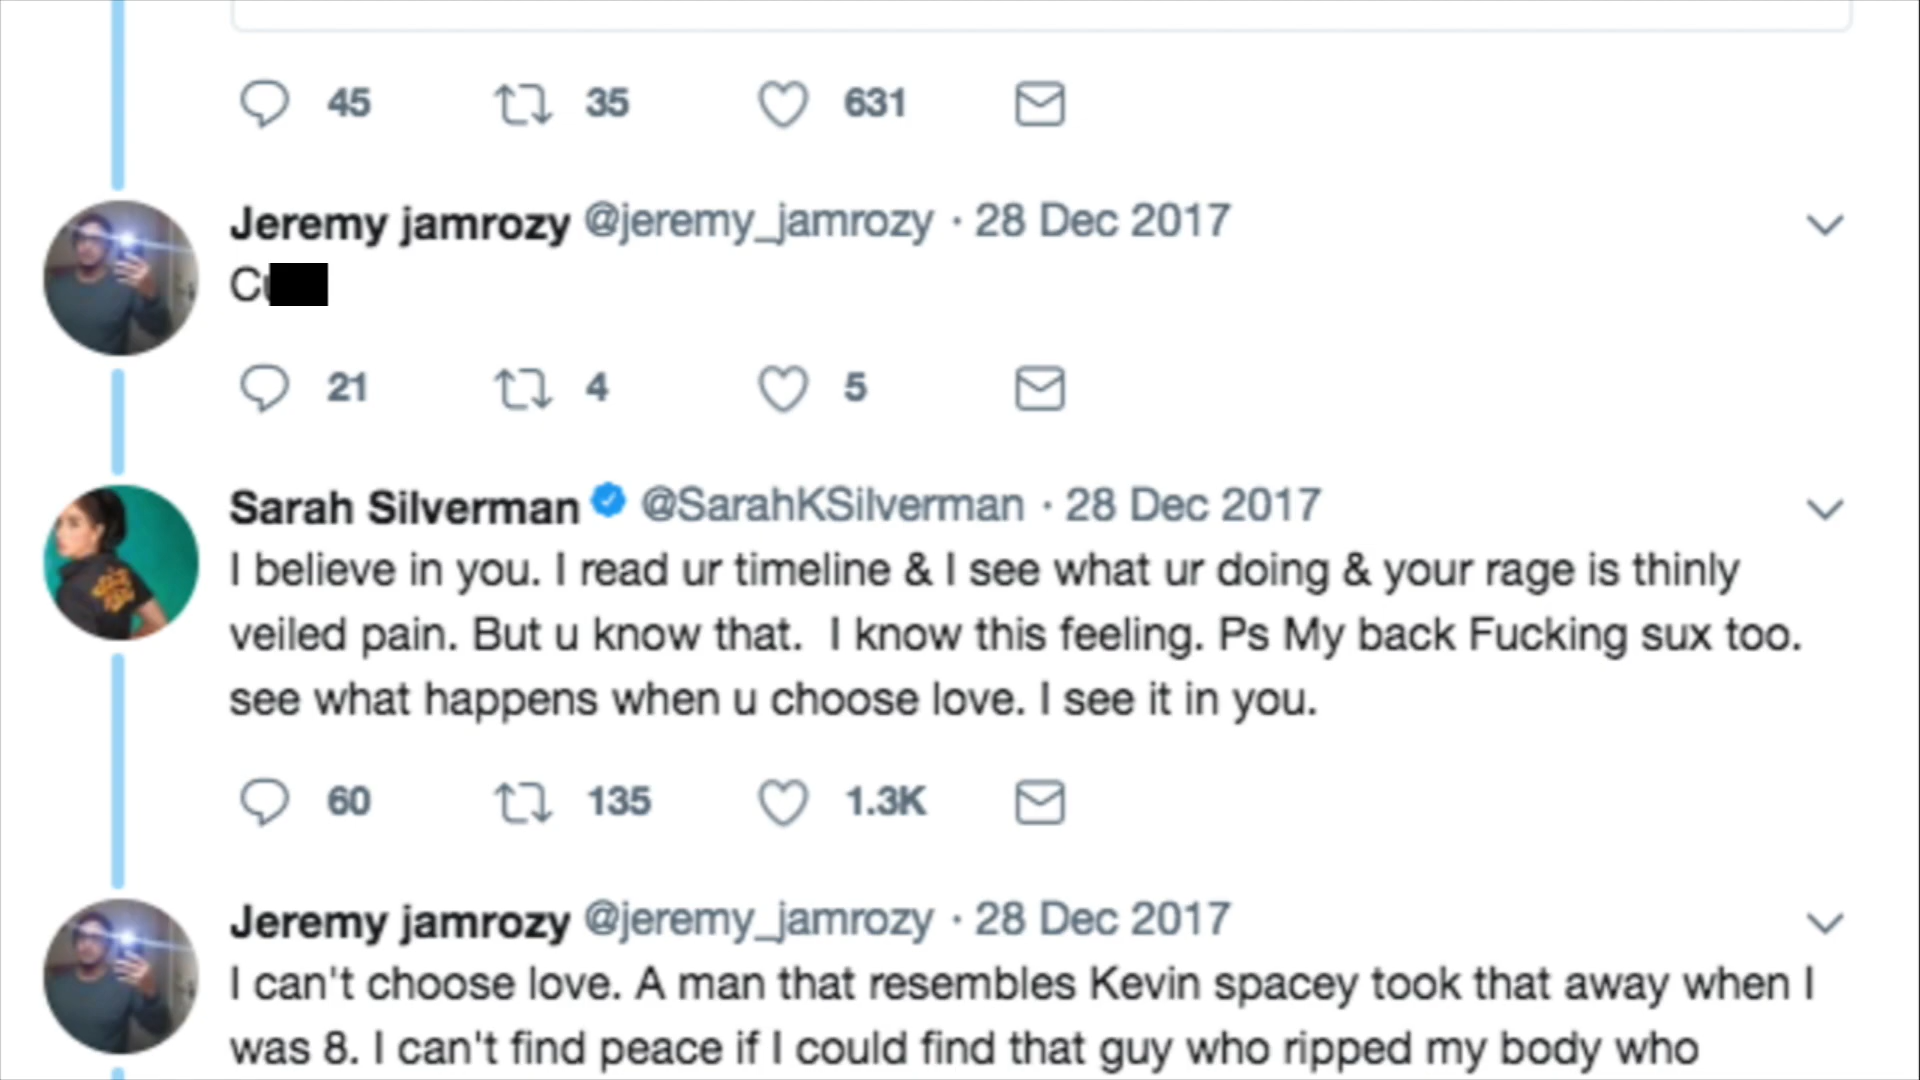 45 35 631
Jeremy jamrozy @jeremy_jamrozy · 28 Dec 2017
C
21 4 5
Sarah Silverman @SarahKSilverman · 28 Dec 2017
I believe in you. I read ur timeline & I see what ur doing & your rage is thinly
veiled pain. But u know that.  I know this feeling. Ps My back Fucking sux too.
see what happens when u choose love. I see it in you.
60 135 1.3K
Jeremy jamrozy @jeremy_jamrozy · 28 Dec 2017
I can't choose love. A man that resembles Kevin spacey took that away when I
was 8. I can't find peace if I could find that guy who ripped my body who